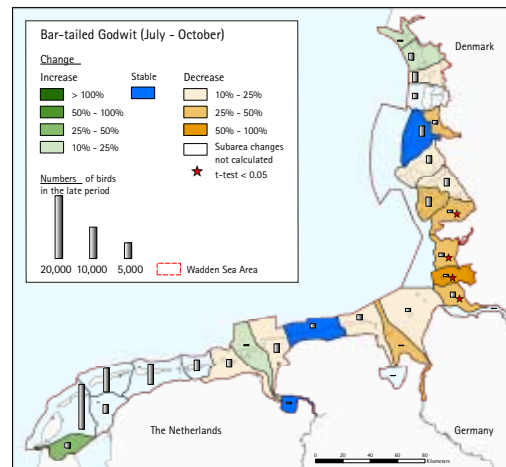 Bar-tailed Godwit (July - October)
Denmark
Change
Increase Stable Decrease
> 100% 10% - 25%
50% - 100% 25% - 50%
25% - 50% 50% - 100%
10% - 25% Subarea changes
not calculated
t-test < 0.05
Numbers of birds
in the late period
20,000 10,000 5,000
Wadden Sea Area
The Netherlands
Germany
0 10 20 40 60 80
Kilometers